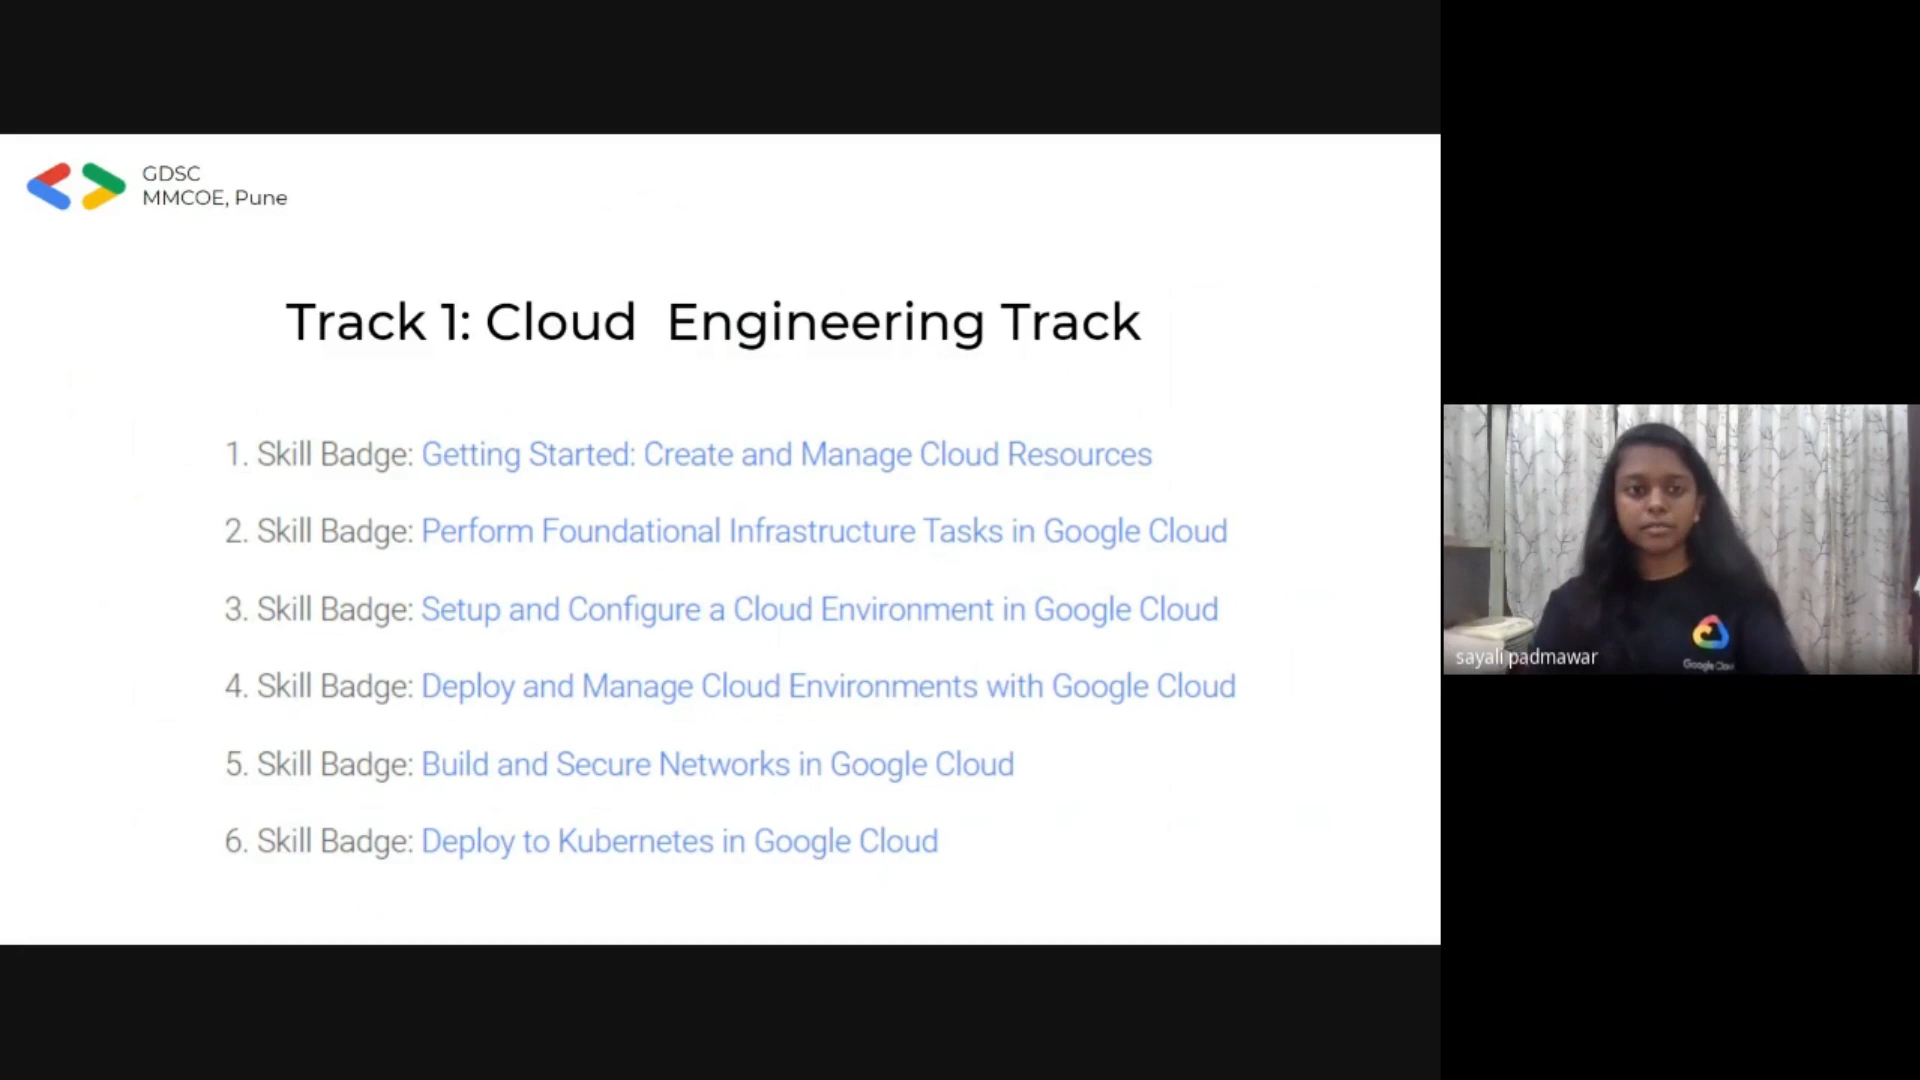 GDSC
MMCOE, Pune
Track 1: Cloud Engineering Track
1. Skill Badge: Getting Started: Create and Manage Cloud Resources
2. Skill Badge: Perform Foundational Infrastructure Tasks in Google Cloud
3. Skill Badge: Setup and Configure a Cloud Environment in Google Cloud
4. Skill Badge: Deploy and Manage Cloud Environments with Google Cloud
5. Skill Badge: Build and Secure Networks in Google Cloud
6. Skill Badge: Deploy to Kubernetes in Google Cloud
sayali padmawar
Google Cloud